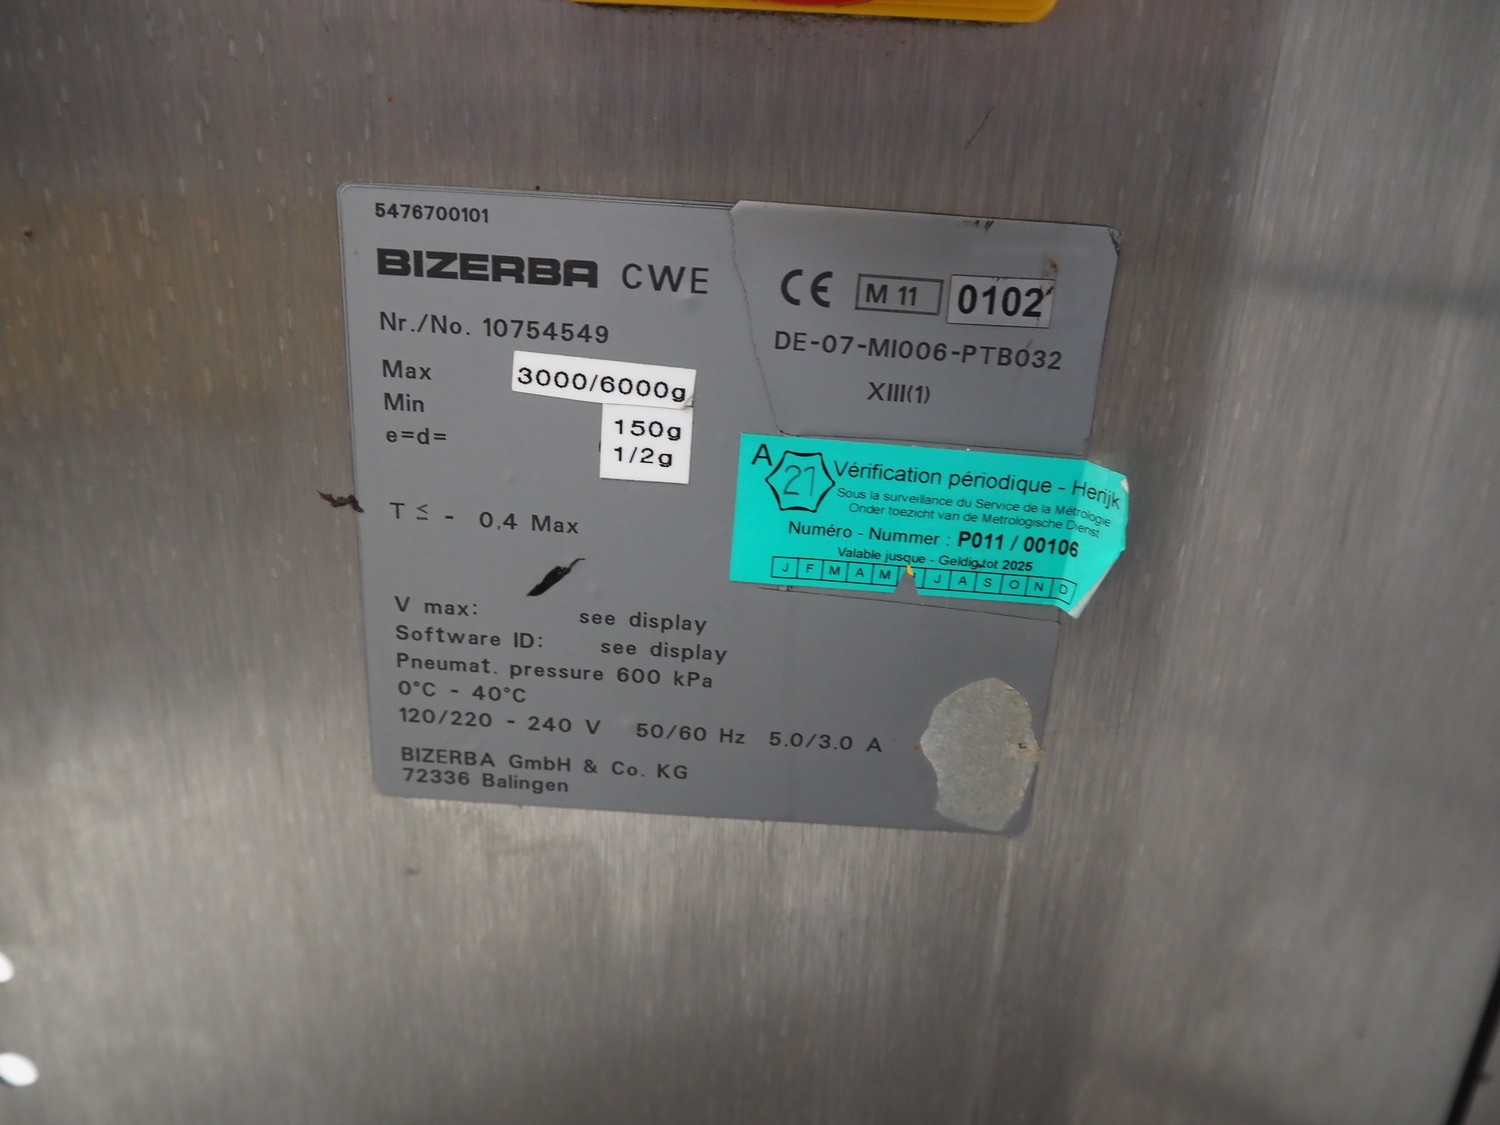 5476700101
BIZERBA CWE
Nr./No. 10754549
Max 3000/6000g
Min 150g
e=d= 1/2g
T ≤ - 0,4 Max
V max: see display
Software ID: see display
Pneumat. pressure 600 kPa
0°C - 40°C
120/220 - 240 V 50/60 Hz 5.0/3.0 A
BIZERBA GmbH & Co. KG
72336 Balingen
CE M 11 0102
DE-07-MI006-PTB032
XIII(1)
A 21 Vérification périodique - Herijk
Sous la surveillance du Service de la Métrologie
Onder toezicht van de Metrologische Dienst
Numéro - Nummer : P011 / 00106
Valable jusque - Geldig tot 2025
J F M A M J A S O N D